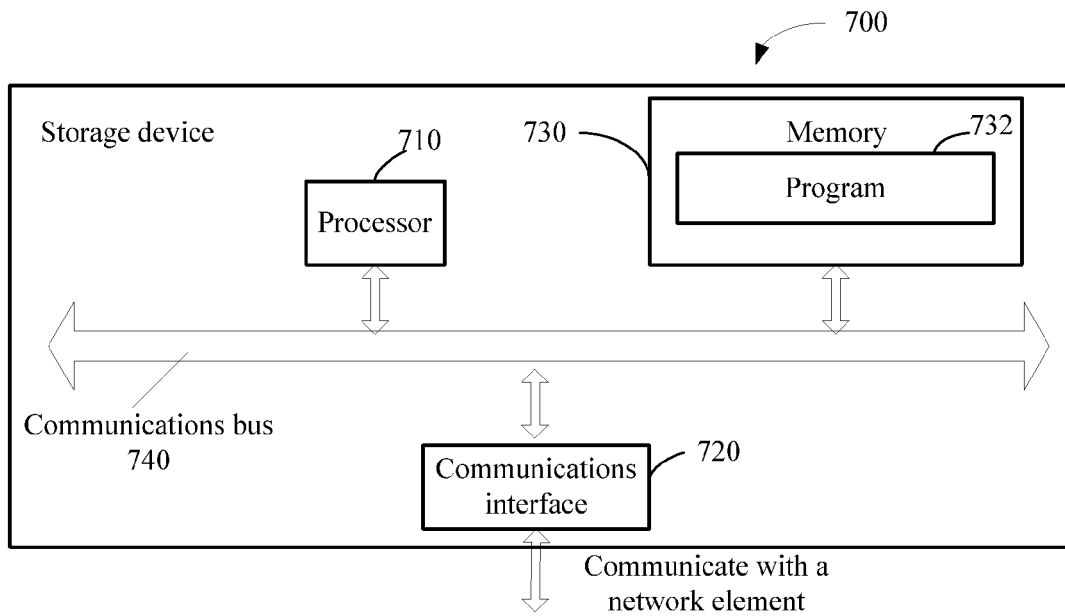 700
Storage device
710
730
Memory
732
Program
Processor
Communications bus
740
Communications
interface
720
Communicate with a
network element